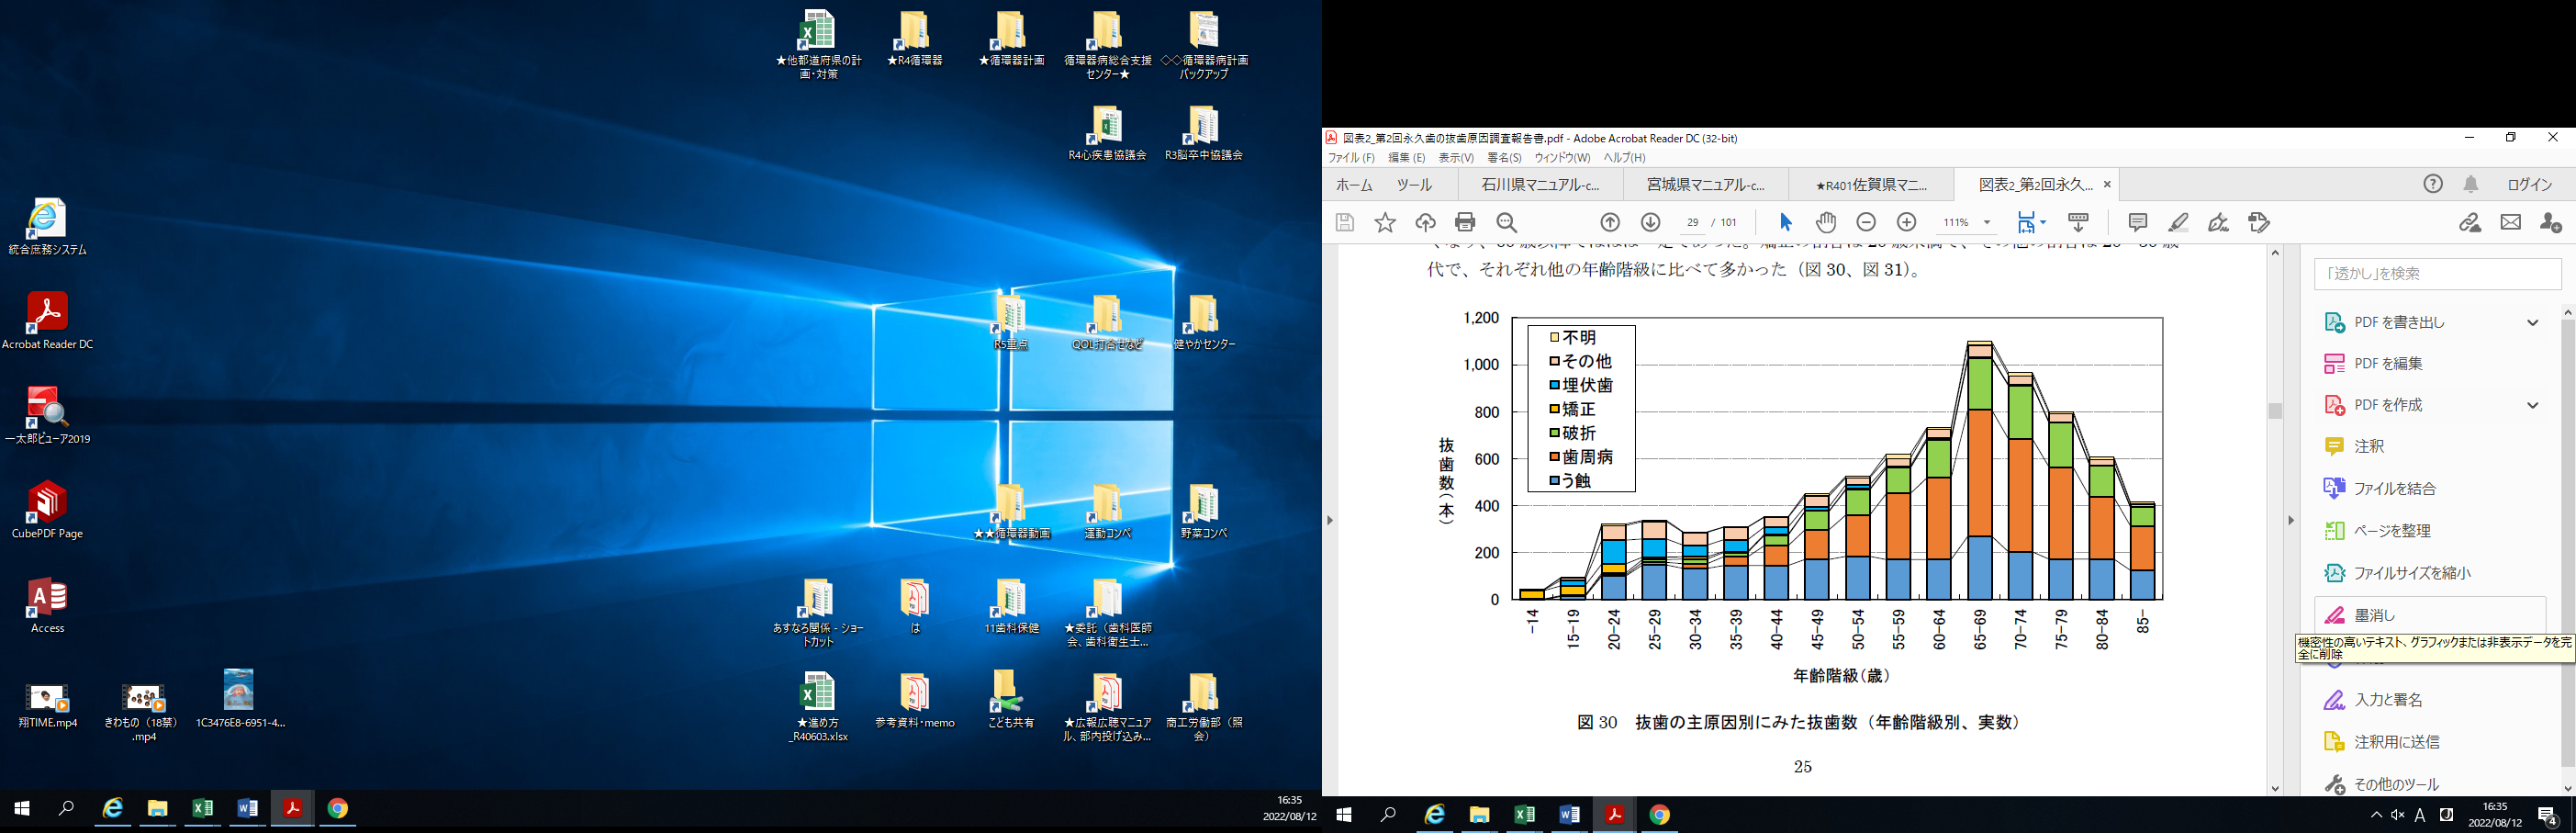 ★他都道府県の計
画・対策
★R4循環器
★循環器計画
循環器病総合支援
センター★
◇◇循環器病計画
バックアップ
R4心疾患協議会
R3脳卒中協議会
統合庶務システム
Acrobat Reader DC
R5重点
QOL打合せなど
健やかセンター
一太郎ビューア2019
CubePDF Page
★★循環器動画
運動コンペ
野菜コンペ
Access
あすなろ関係 - ショー
トカット
は
11歯科保健
★委託（歯科医師
会、歯科衛生士...
翔TIME.mp4
きわもの（18禁）
.mp4
1C3476E8-6951-4...
★進め方
_R40603.xlsx
参考資料・memo
こども共有
★広報広聴マニュア
ル、部内投げ込み...
商工労働部（照
会）
16:35
2022/08/12
図表2_第2回永久歯の抜歯原因調査報告書.pdf - Adobe Acrobat Reader DC (32-bit)
ファイル(F) 編集(E) 表示(V) 署名(S) ウィンドウ(W) ヘルプ(H)
ホーム ツール 石川県マニュアル-c... 宮城県マニュアル-c... ★R401佐賀県マニ... 図表2_第2回永久... × ログイン
29 / 101 111%
代で、それぞれ他の年齢階級に比べて多かった（図30、図31）。
1,200
1,000
800
600
400
200
0
抜歯数（本）
不明
その他
埋伏歯
矯正
破折
歯周病
う蝕
-14 15-19 20-24 25-29 30-34 35-39 40-44 45-49 50-54 55-59 60-64 65-69 70-74 75-79 80-84 85-
年齢階級（歳）
図30 抜歯の主原因別にみた抜歯数（年齢階級別、実数）
25
「透かし」を検索
PDF を書き出し
PDF を編集
PDF を作成
注釈
ファイルを結合
ページを整理
ファイルサイズを縮小
墨消し
機密性の高いテキスト、グラフィックまたは非表示データを完
全に削除
入力と署名
注釈用に送信
その他のツール
A
16:35
2022/08/12
4